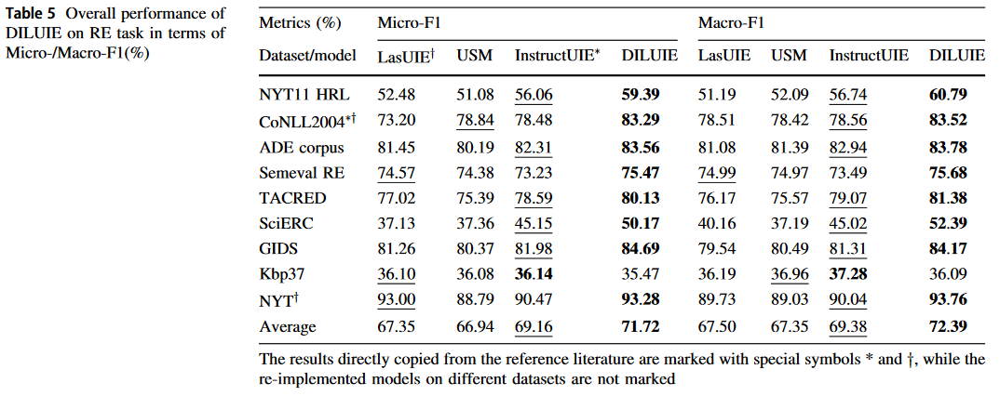 Table 5 Overall performance of
DILUIE on RE task in terms of
Micro-/Macro-F1(%)
Metrics (%) Micro-F1 Macro-F1
Dataset/model LasUIE† USM InstructUIE* DILUIE LasUIE USM InstructUIE DILUIE
NYT11 HRL 52.48 51.08 56.06 59.39 51.19 52.09 56.74 60.79
CoNLL2004*† 73.20 78.84 78.48 83.29 78.51 78.42 78.56 83.52
ADE corpus 81.45 80.19 82.31 83.56 81.08 81.39 82.94 83.78
Semeval RE 74.57 74.38 73.23 75.47 74.99 74.97 73.49 75.68
TACRED 77.02 75.39 78.59 80.13 76.17 75.57 79.07 81.38
SciERC 37.13 37.36 45.15 50.17 40.16 37.19 45.02 52.39
GIDS 81.26 80.37 81.98 84.69 79.54 80.49 81.31 84.17
Kbp37 36.10 36.08 36.14 35.47 36.19 36.96 37.28 36.09
NYT† 93.00 88.79 90.47 93.28 89.73 89.03 90.04 93.76
Average 67.35 66.94 69.16 71.72 67.50 67.35 69.38 72.39
The results directly copied from the reference literature are marked with special symbols * and †, while the
re-implemented models on different datasets are not marked